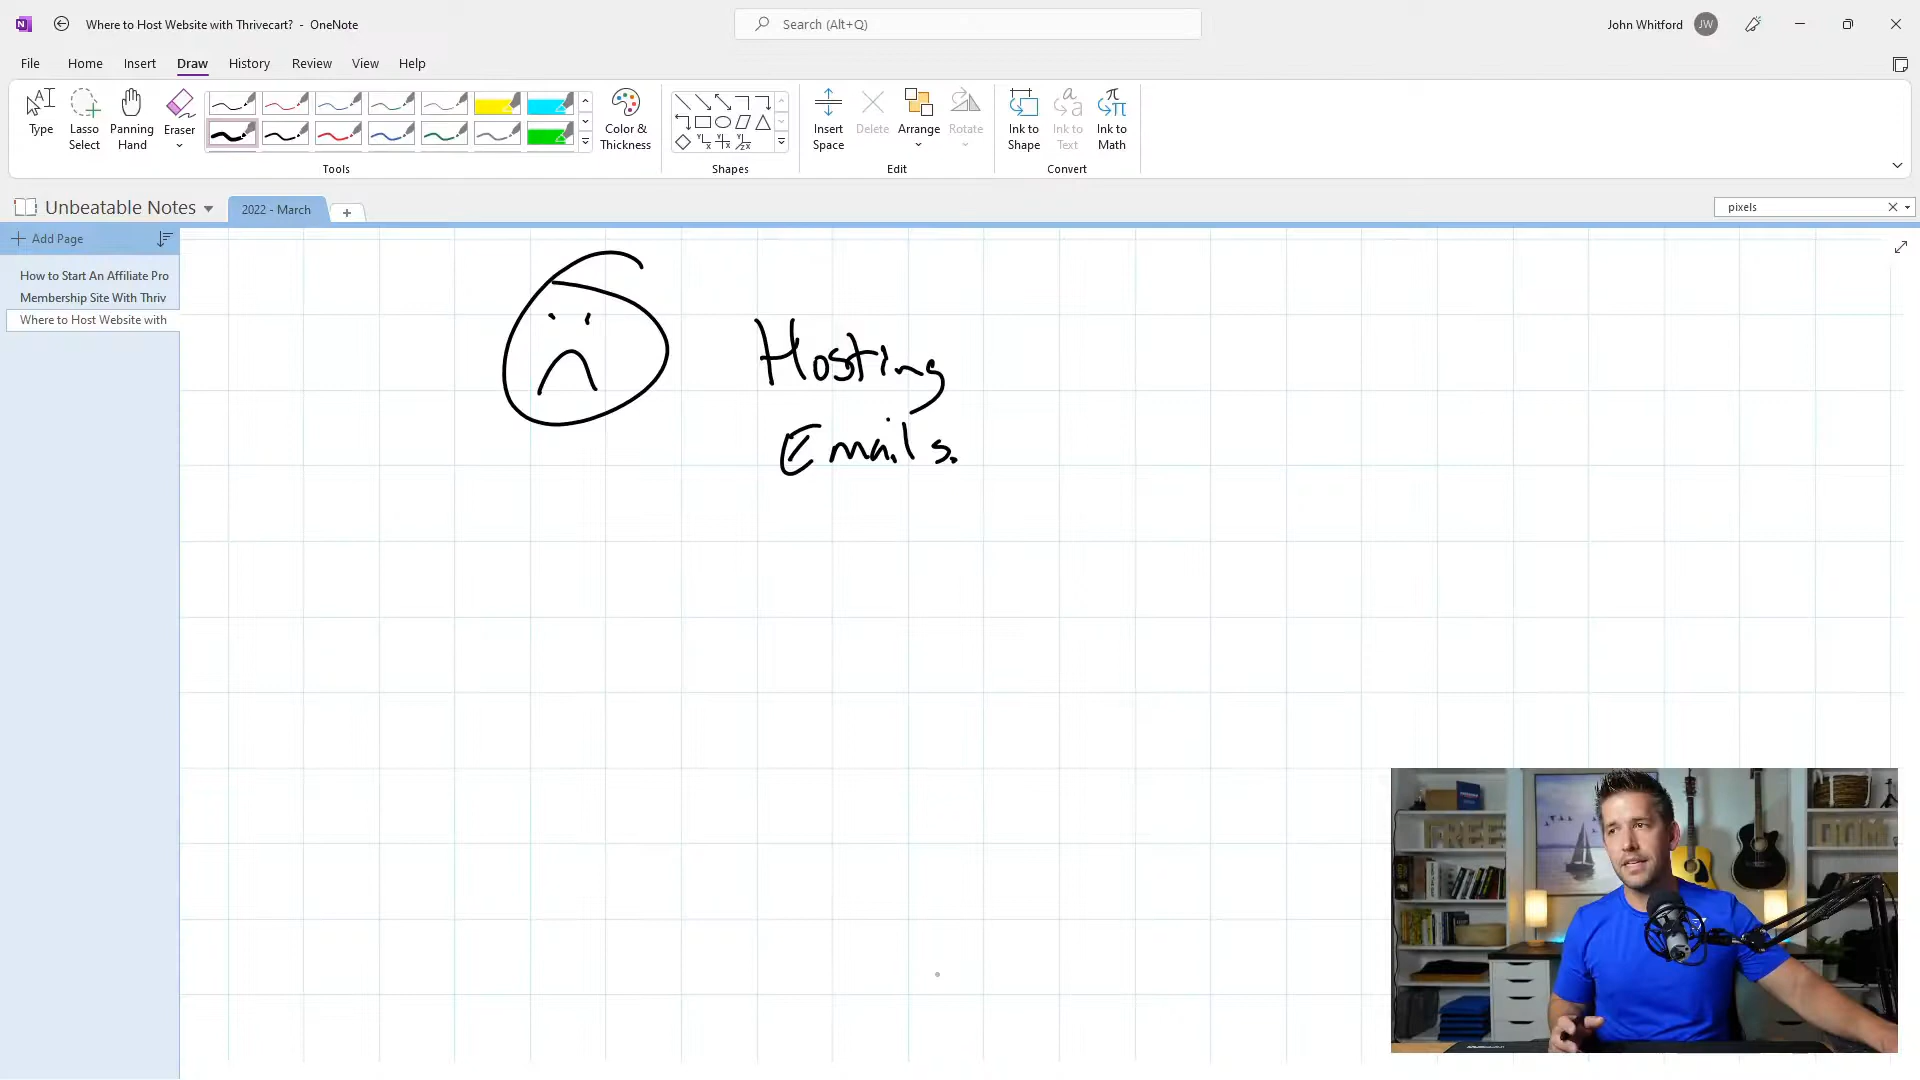 Where to Host Website with Thrivecart? - OneNote
Search (Alt+Q)
John Whitford
JW
File Home Insert Draw History Review View Help
Type
Lasso Select
Panning Hand
Eraser
Color & Thickness
Insert Space
Delete
Arrange
Rotate
Ink to Shape
Ink to Text
Ink to Math
Tools
Shapes
Edit
Convert
Unbeatable Notes
2022 - March
pixels
Add Page
How to Start An Affiliate Pro
Membership Site With Thriv
Where to Host Website with
Hosting
Emails.
FREE